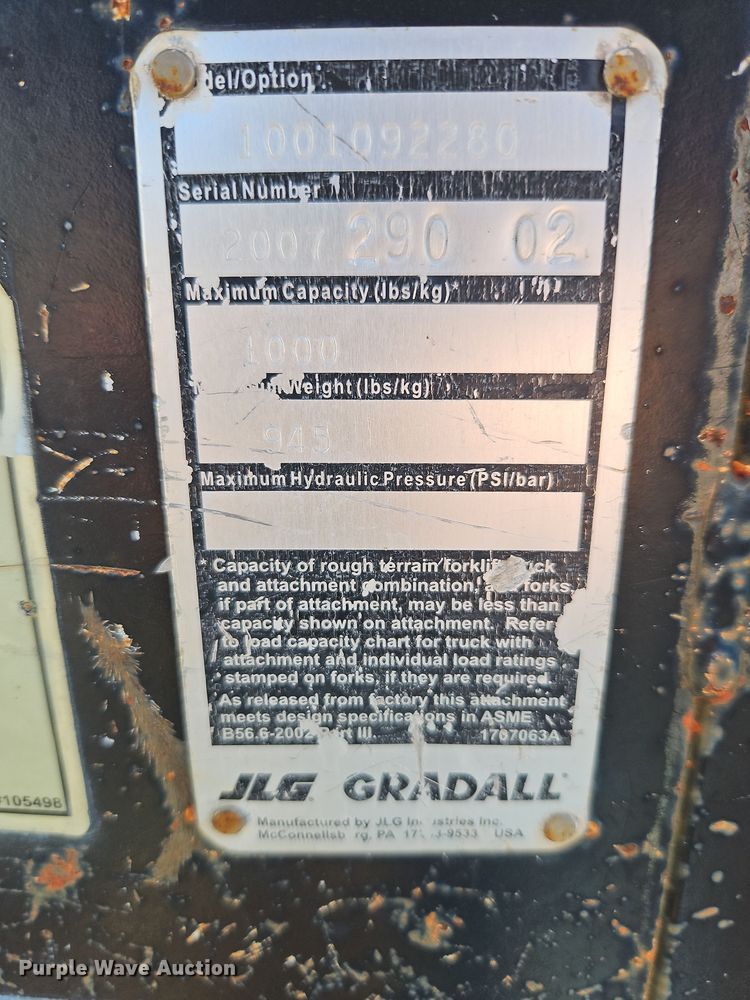 del/Option
1001092280
Serial Number
2007 290 02
Maximum Capacity (lbs/kg)*
1000
Weight (lbs/kg)
945
Maximum Hydraulic Pressure (PSI/bar)
* Capacity of rough terrain forklift
and attachment combination, forks,
if part of attachment, may be less than
capacity shown on attachment. Refer
to load capacity chart for truck with
attachment and individual load ratings
stamped on forks, if they are required.
As released from factory this attachment
meets design specifications in ASME
B56.6-2002 Part III. 1707063A
JLG GRADALL
Manufactured by JLG Industries Inc.
PA USA
105498
Purple Wave Auction